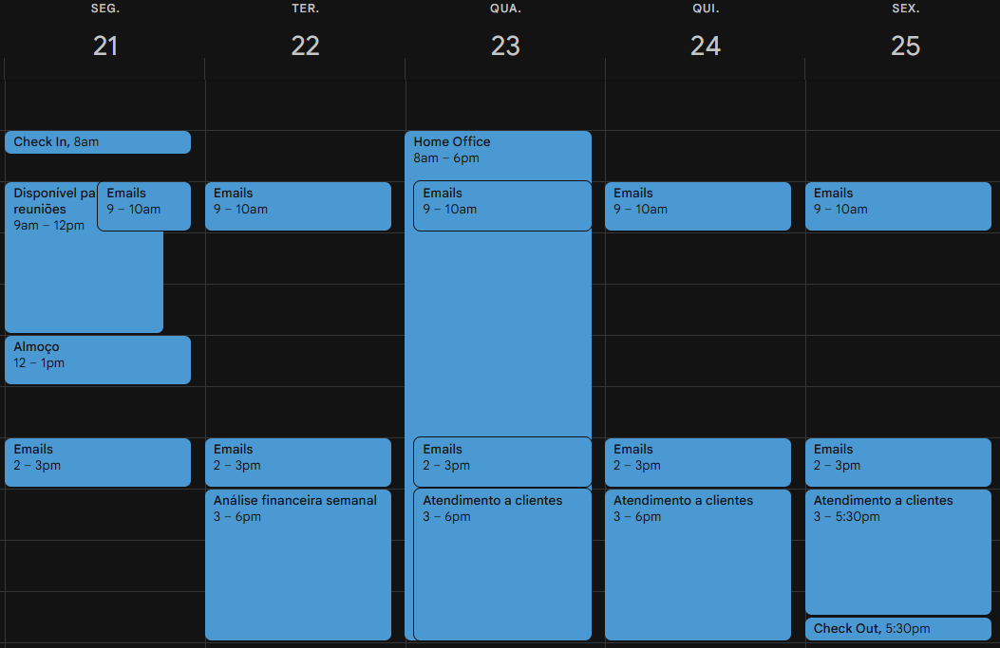 SEG.
21
TER.
22
QUA.
23
QUI.
24
SEX.
25
Check In, 8am
Disponível pa
reuniões
9am – 12pm
Emails
9 – 10am
Almoço
12 – 1pm
Emails
2 – 3pm
Emails
9 – 10am
Emails
2 – 3pm
Análise financeira semanal
3 – 6pm
Home Office
8am – 6pm
Emails
9 – 10am
Emails
2 – 3pm
Atendimento a clientes
3 – 6pm
Emails
9 – 10am
Emails
2 – 3pm
Atendimento a clientes
3 – 6pm
Emails
9 – 10am
Emails
2 – 3pm
Atendimento a clientes
3 – 5:30pm
Check Out, 5:30pm